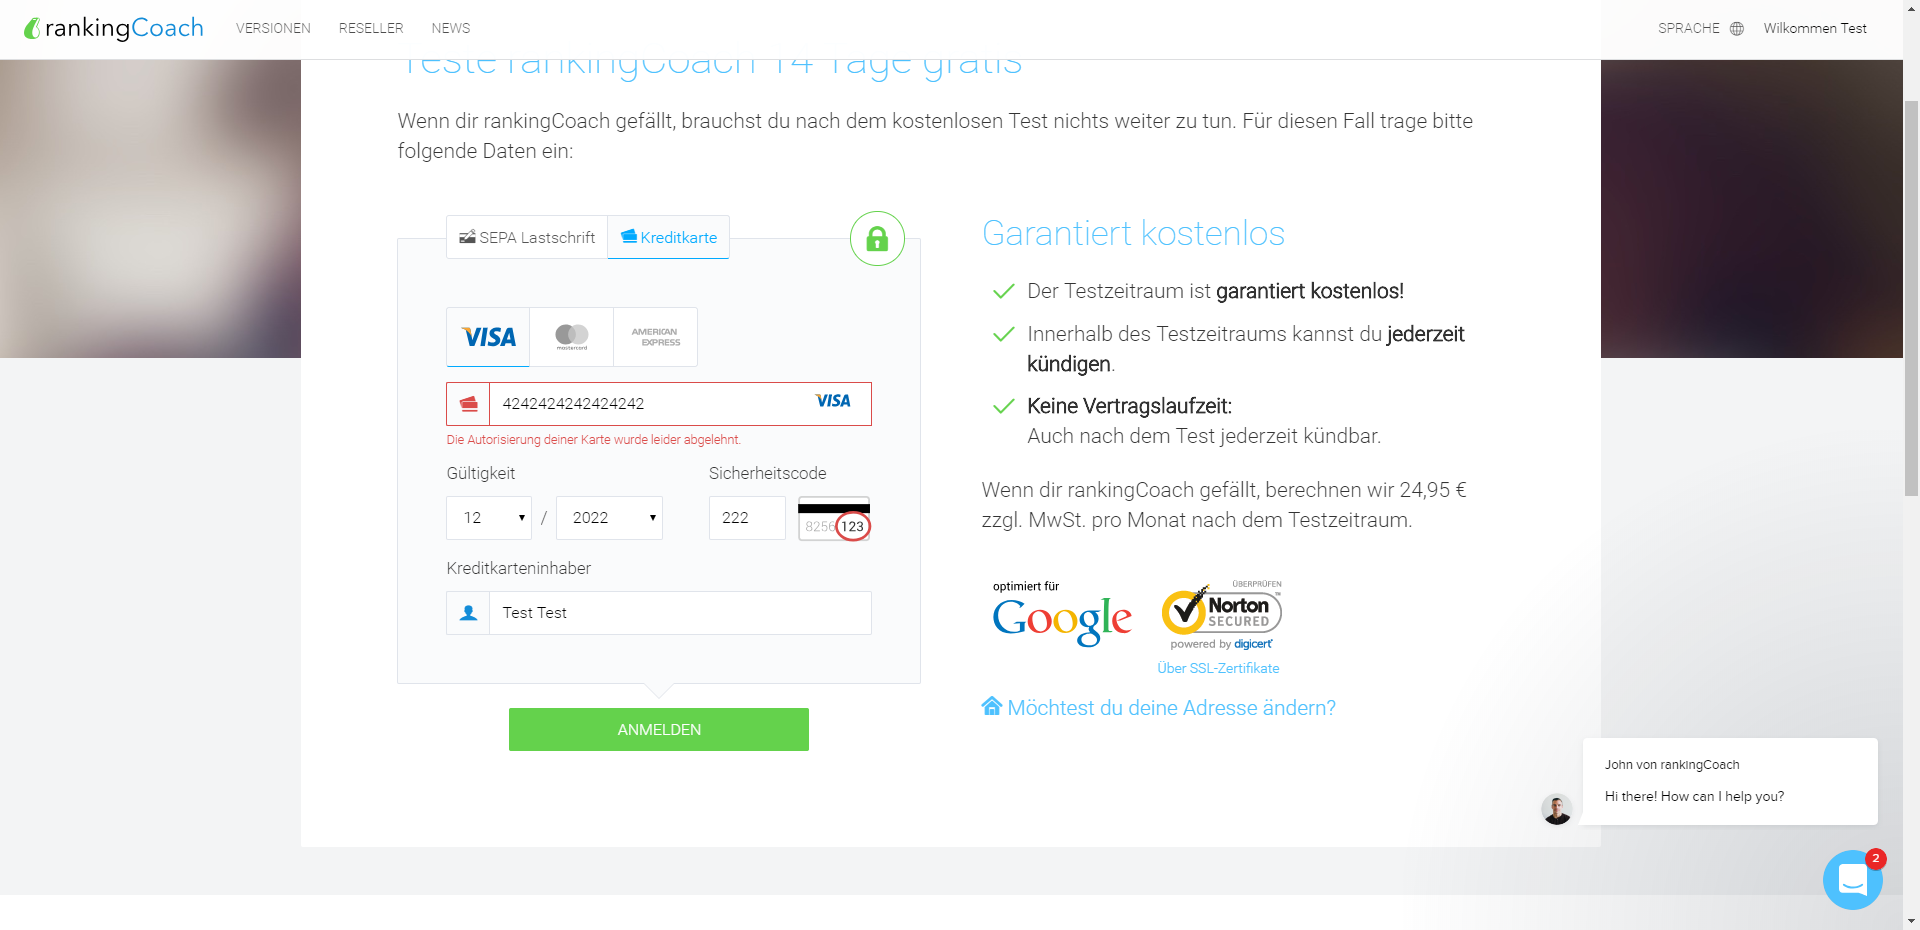 rankingCoach VERSIONEN RESELLER NEWS SPRACHE Wilkommen Test
Teste rankingCoach 14 Tage gratis
Wenn dir rankingCoach gefällt, brauchst du nach dem kostenlosen Test nichts weiter zu tun. Für diesen Fall trage bitte
folgende Daten ein:
SEPA Lastschrift Kreditkarte
VISA mastercard AMERICAN
EXPRESS
4242424242424242 VISA
Die Autorisierung deiner Karte wurde leider abgelehnt.
Gültigkeit Sicherheitscode
12 / 2022 222 8256 123
Kreditkarteninhaber
Test Test
ANMELDEN
Garantiert kostenlos
Der Testzeitraum ist garantiert kostenlos!
Innerhalb des Testzeitraums kannst du jederzeit
kündigen.
Keine Vertragslaufzeit:
Auch nach dem Test jederzeit kündbar.
Wenn dir rankingCoach gefällt, berechnen wir 24,95 €
zzgl. MwSt. pro Monat nach dem Testzeitraum.
optimiert für
Google
ÜBERPRÜFEN
Norton
SECURED
powered by digicert
Über SSL-Zertifikate
Möchtest du deine Adresse ändern?
John von rankingCoach
Hi there! How can I help you?
2